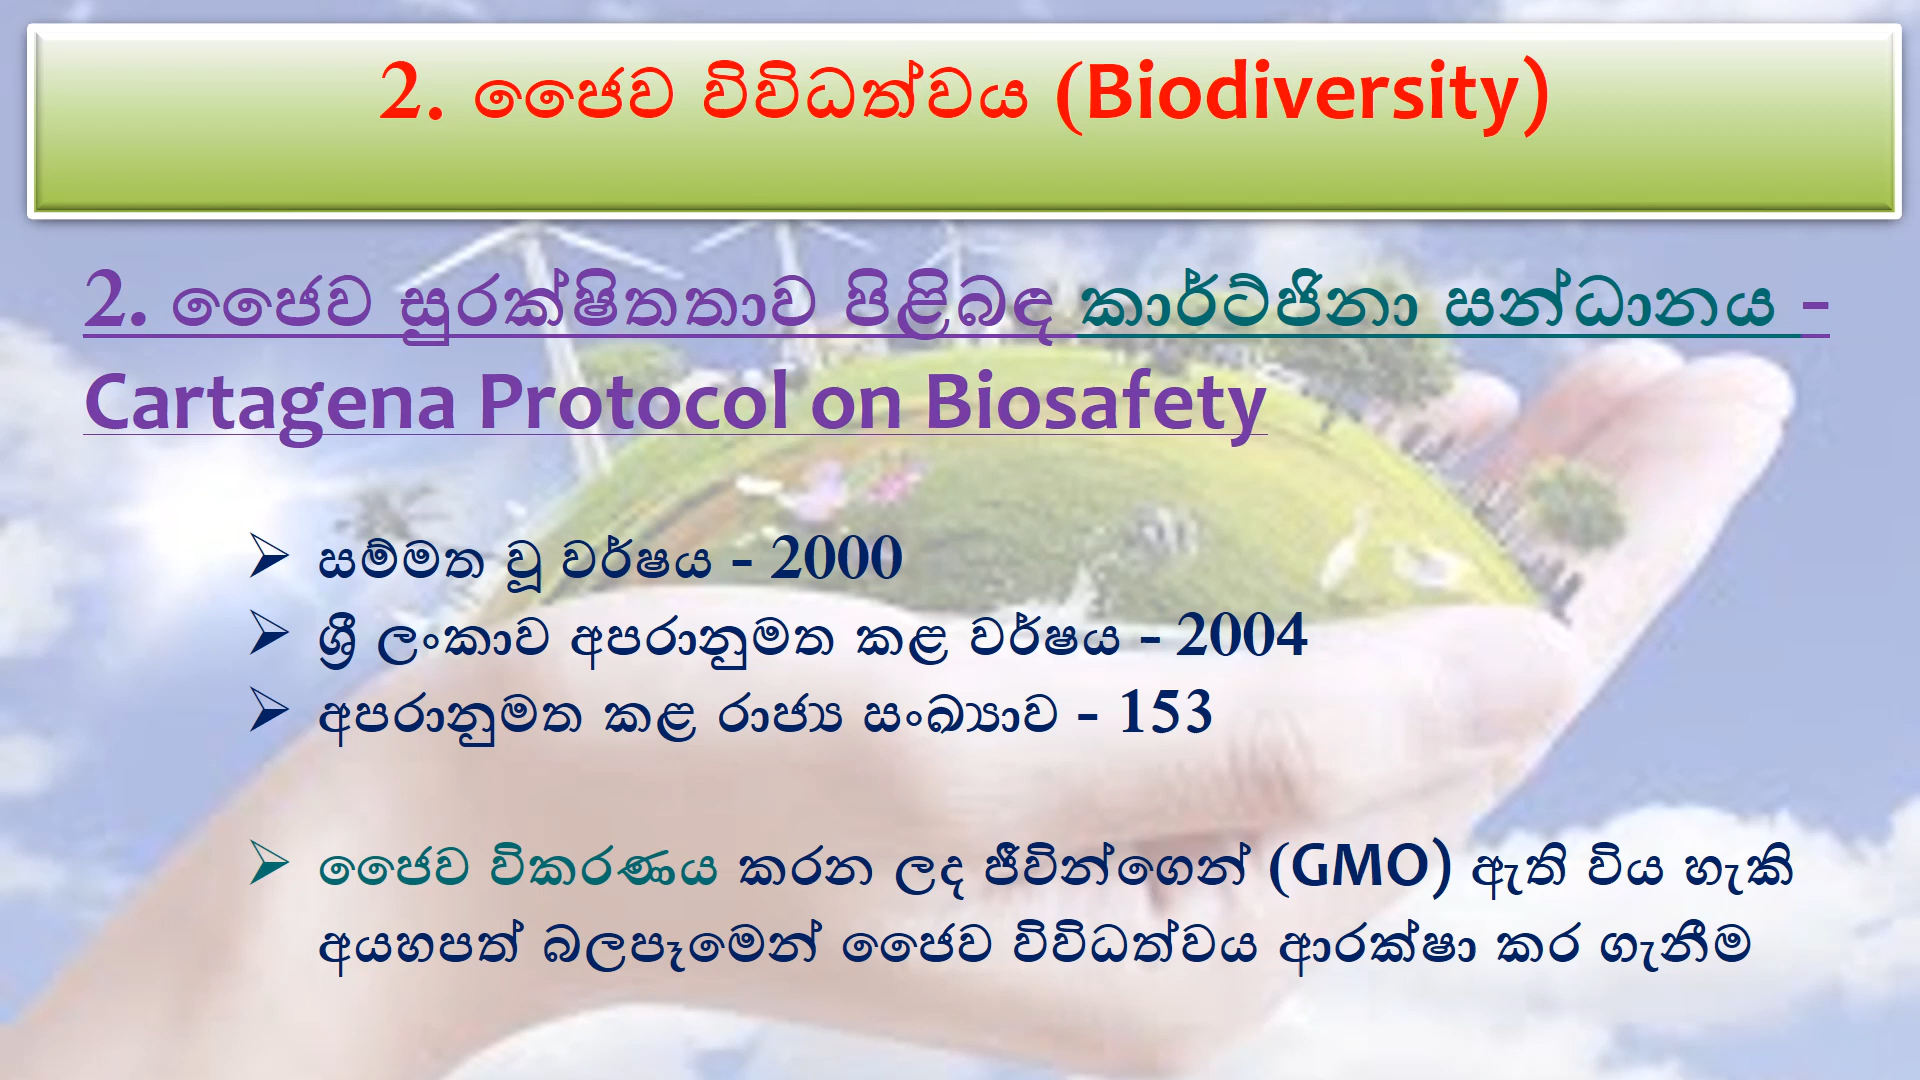 2. ජෛව විවිධත්වය (Biodiversity)
2. ජෛව සුරක්ෂිතතාව පිළිබඳ කාර්ට්ජිනා සන්ධානය -
Cartagena Protocol on Biosafety
➢ සම්මත වූ වර්ෂය - 2000
➢ ශ්‍රී ලංකාව අපරානුමත කළ වර්ෂය - 2004
➢ අපරානුමත කළ රාජ්‍ය සංඛ්‍යාව - 153
➢ ජෛව විකරණය කරන ලද ජීවින්ගෙන් (GMO) ඇති විය හැකි
අයහපත් බලපෑමෙන් ජෛව විවිධත්වය ආරක්ෂා කර ගැනීම